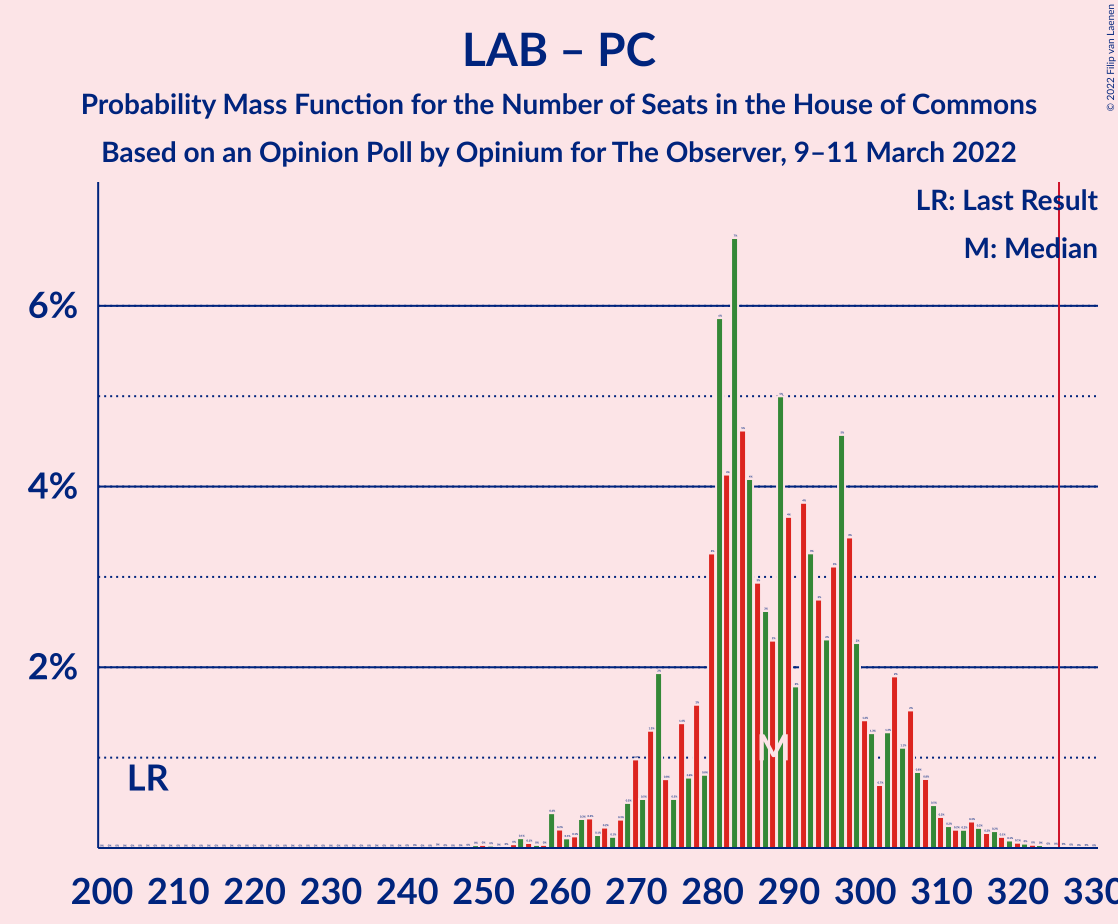 LAB – PC
Probability Mass Function for the Number of Seats in the House of Commons
Based on an Opinion Poll by Opinium for The Observer, 9–11 March 2022
© 2022 Filip van Laenen
LR: Last Result
M: Median
6%
4%
2%
LR
M
200 210 220 230 240 250 260 270 280 290 300 310 320 330